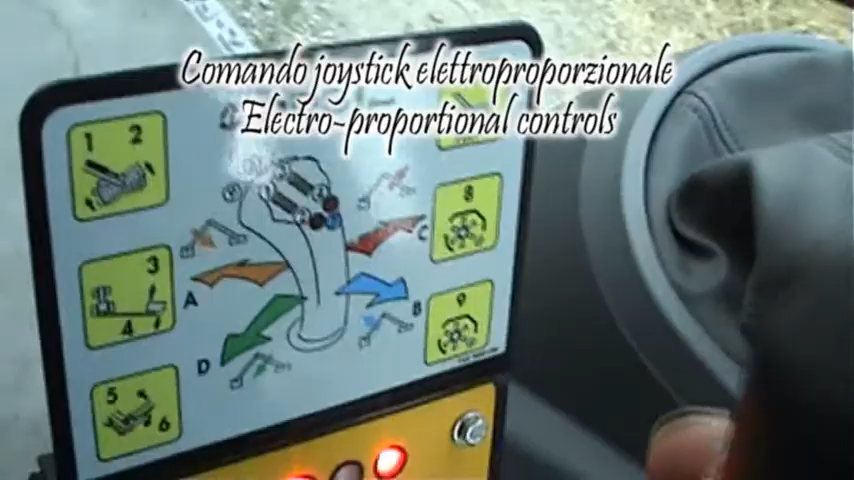 Comando joystick elettroproporzionale
Electro-proportional controls
1 2
8
3
C
A
B
4
9
D
5
6